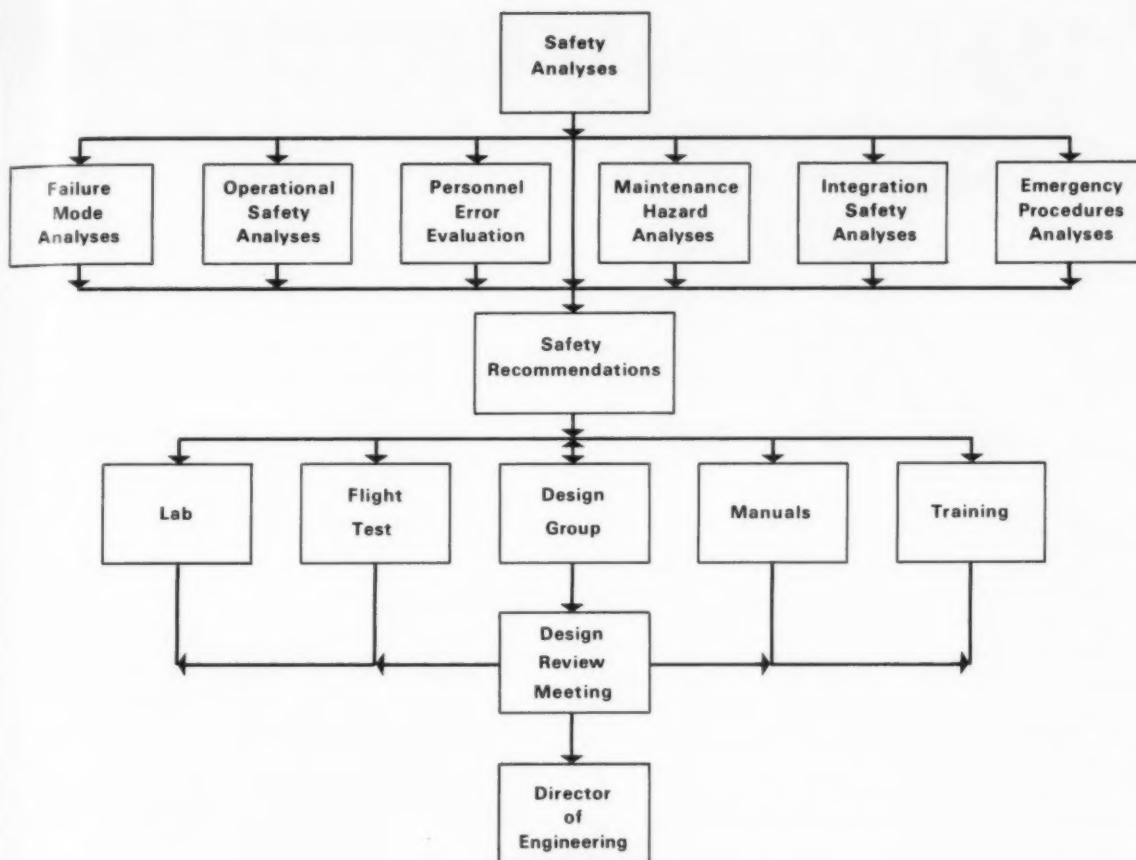 Safety
Analyses
Failure
Mode
Analyses
Operational
Safety
Analyses
Personnel
Error
Evaluation
Maintenance
Hazard
Analyses
Integration
Safety
Analyses
Emergency
Procedures
Analyses
Safety
Recommendations
Lab
Flight
Test
Design
Group
Manuals
Training
Design
Review
Meeting
Director
of
Engineering